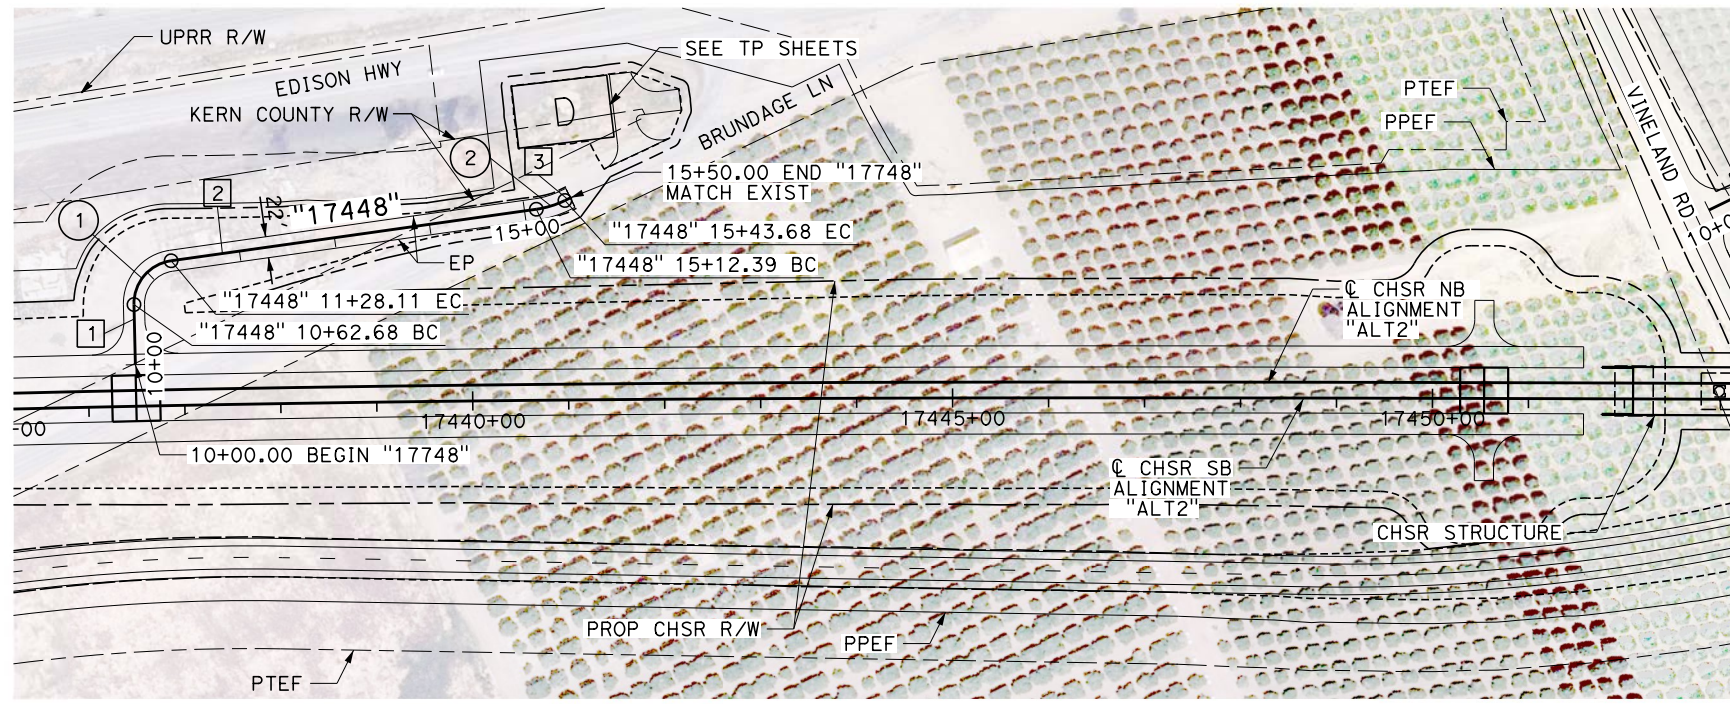 UPRR R/W
EDISON HWY
KERN COUNTY R/W
SEE TP SHEETS
D
BRUNDAGE LN
PTEF
PPEF
VINELAND RD
2
3
1
2
22'
"17448"
15+50.00 END "17748"
MATCH EXIST
15+00
"17448" 15+43.68 EC
"17448" 15+12.39 BC
EP
"17448" 11+28.11 EC
"17448" 10+62.68 BC
1
10+00
10+00.00 BEGIN "17748"
℄ CHSR NB
ALIGNMENT
"ALT2"
17440+00
17445+00
17450+00
℄ CHSR SB
ALIGNMENT
"ALT2"
CHSR STRUCTURE
PROP CHSR R/W
PPEF
PTEF